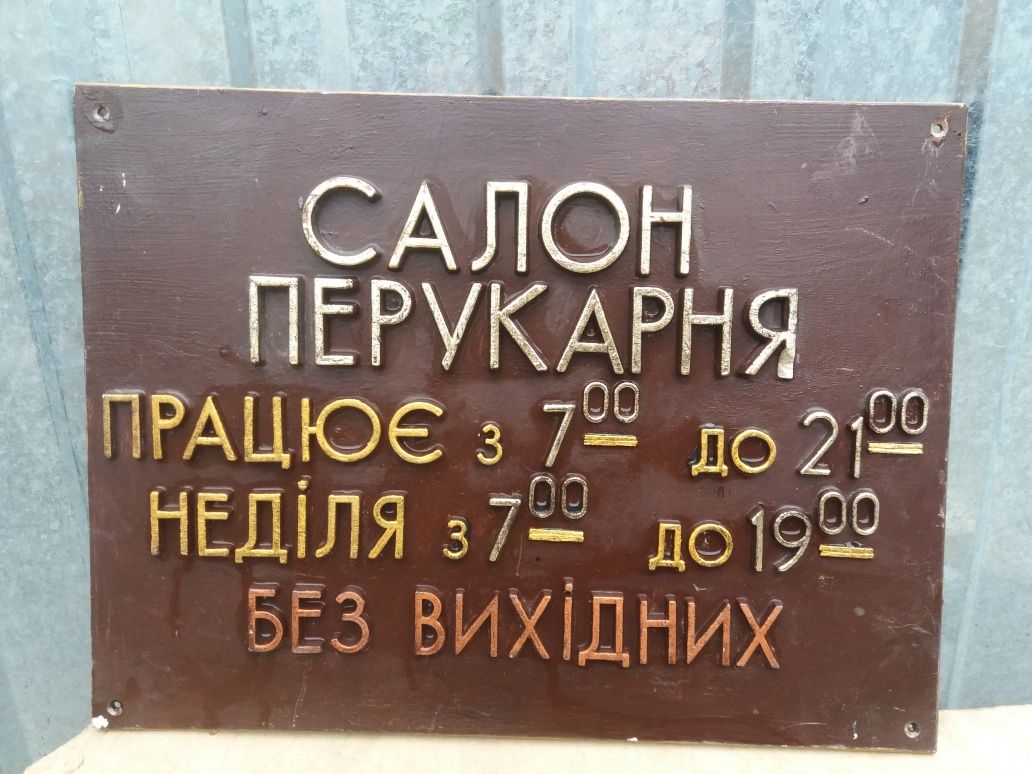 САЛОН
ПЕРУКАРНЯ
ПРАЦЮЄ з 7⁰⁰ до 21⁰⁰
НЕДІЛЯ з 7⁰⁰ до 19⁰⁰
БЕЗ ВИХІДНИХ